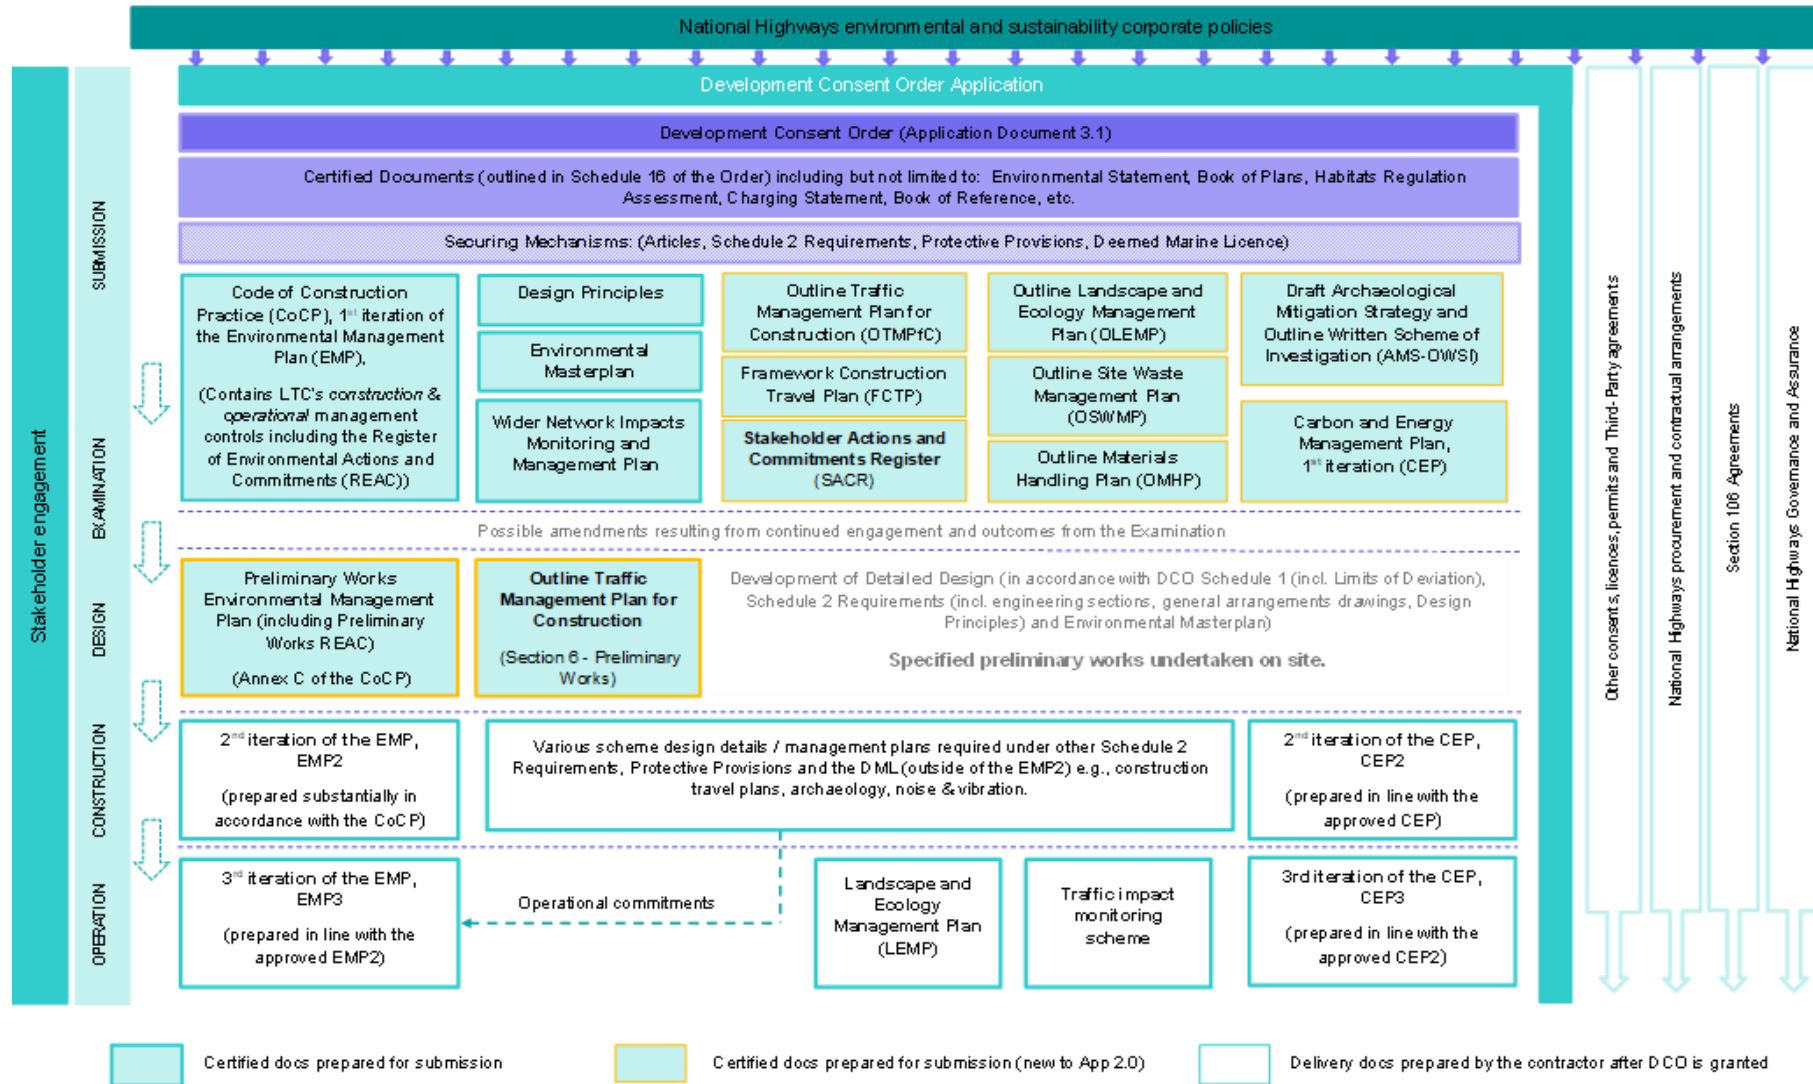 National Highways environmental and sustainability corporate policies
Development Consent Order Application
Development Consent Order (Application Document 3.1)
Certified Documents (outlined in Schedule 16 of the Order) including but not limited to: Environmental Statement, Book of Plans, Habitats Regulation
Assessment, Charging Statement, Book of Reference, etc.
Securing Mechanisms: (Articles, Schedule 2 Requirements, Protective Provisions, Deemed Marine Licence)
Stakeholder engagement
SUBMISSION
EXAMINATION
DESIGN
CONSTRUCTION
OPERATION
Code of Construction
Practice (CoCP), 1st iteration of
the Environmental Management
Plan (EMP),
(Contains LTC's construction &
operational management
controls including the Register
of Environmental Actions and
Commitments (REAC))
Design Principles
Environmental
Masterplan
Wider Network Impacts
Monitoring and
Management Plan
Outline Traffic
Management Plan for
Construction (OTMPfC)
Framework Construction
Travel Plan (FCTP)
Stakeholder Actions and
Commitments Register
(SACR)
Outline Landscape and
Ecology Management
Plan (OLEMP)
Outline Site Waste
Management Plan
(OSWMP)
Outline Materials
Handling Plan (OMHP)
Draft Archaeological
Mitigation Strategy and
Outline Written Scheme of
Investigation (AMS-OWSI)
Carbon and Energy
Management Plan,
1st iteration (CEP)
Possible amendments resulting from continued engagement and outcomes from the Examination
Preliminary Works
Environmental Management
Plan (including Preliminary
Works REAC)
(Annex C of the CoCP)
Outline Traffic
Management Plan for
Construction
(Section 6 - Preliminary
Works)
Development of Detailed Design (in accordance with DCO Schedule 1 (incl. Limits of Deviation),
Schedule 2 Requirements (incl. engineering sections, general arrangements drawings, Design
Principles) and Environmental Masterplan)
Specified preliminary works undertaken on site.
2nd iteration of the EMP,
EMP2
(prepared substantially in
accordance with the CoCP)
Various scheme design details / management plans required under other Schedule 2
Requirements, Protective Provisions and the DML (outside of the EMP2) e.g., construction
travel plans, archaeology, noise & vibration.
2nd iteration of the CEP,
CEP2
(prepared in line with the
approved CEP)
3rd iteration of the EMP,
EMP3
(prepared in line with the
approved EMP2)
Operational commitments
Landscape and
Ecology
Management Plan
(LEMP)
Traffic impact
monitoring
scheme
3rd iteration of the CEP,
CEP3
(prepared in line with the
approved CEP2)
Other consents, licences, permits and Third-Party agreements
National Highways procurement and contractual arrangements
Section 106 Agreements
National Highways Governance and Assurance
Certified docs prepared for submission
Certified docs prepared for submission (new to App 2.0)
Delivery docs prepared by the contractor after DCO is granted